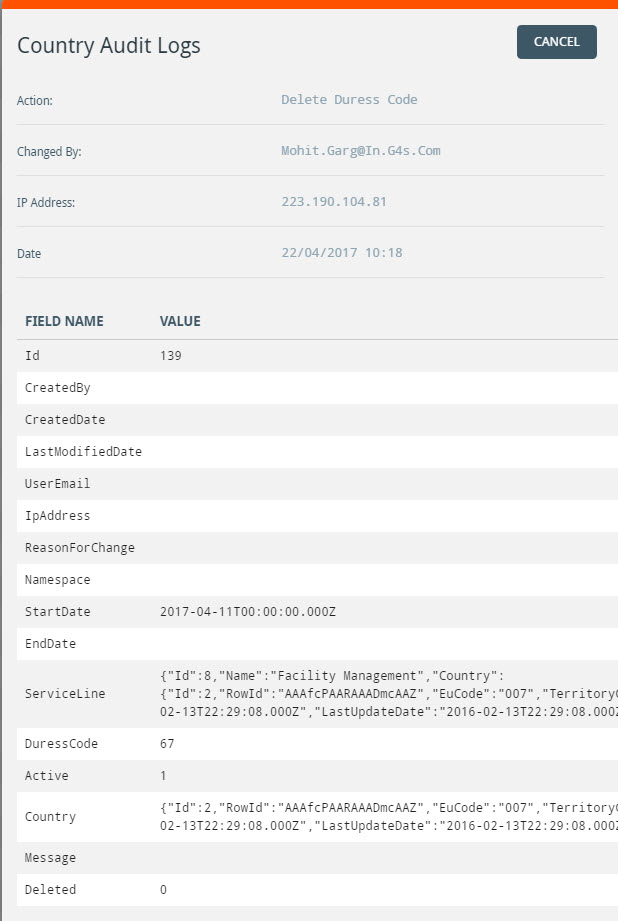 Country Audit Logs
CANCEL
Action: Delete Duress Code
Changed By: Mohit.Garg@In.G4s.Com
IP Address: 223.190.104.81
Date 22/04/2017 10:18
FIELD NAME VALUE
Id 139
CreatedBy
CreatedDate
LastModifiedDate
UserEmail
IpAddress
ReasonForChange
Namespace
StartDate 2017-04-11T00:00:00.000Z
EndDate
ServiceLine
{"Id":8,"Name":"Facility Management","Country":
{"Id":2,"RowId":"AAAfcPAARAAADmcAAZ","EuCode":"007","Territory
02-13T22:29:08.000Z","LastUpdateDate":"2016-02-13T22:29:08.000
DuressCode 67
Active 1
Country
{"Id":2,"RowId":"AAAfcPAARAAADmcAAZ","EuCode":"007","Territory
02-13T22:29:08.000Z","LastUpdateDate":"2016-02-13T22:29:08.000
Message
Deleted 0